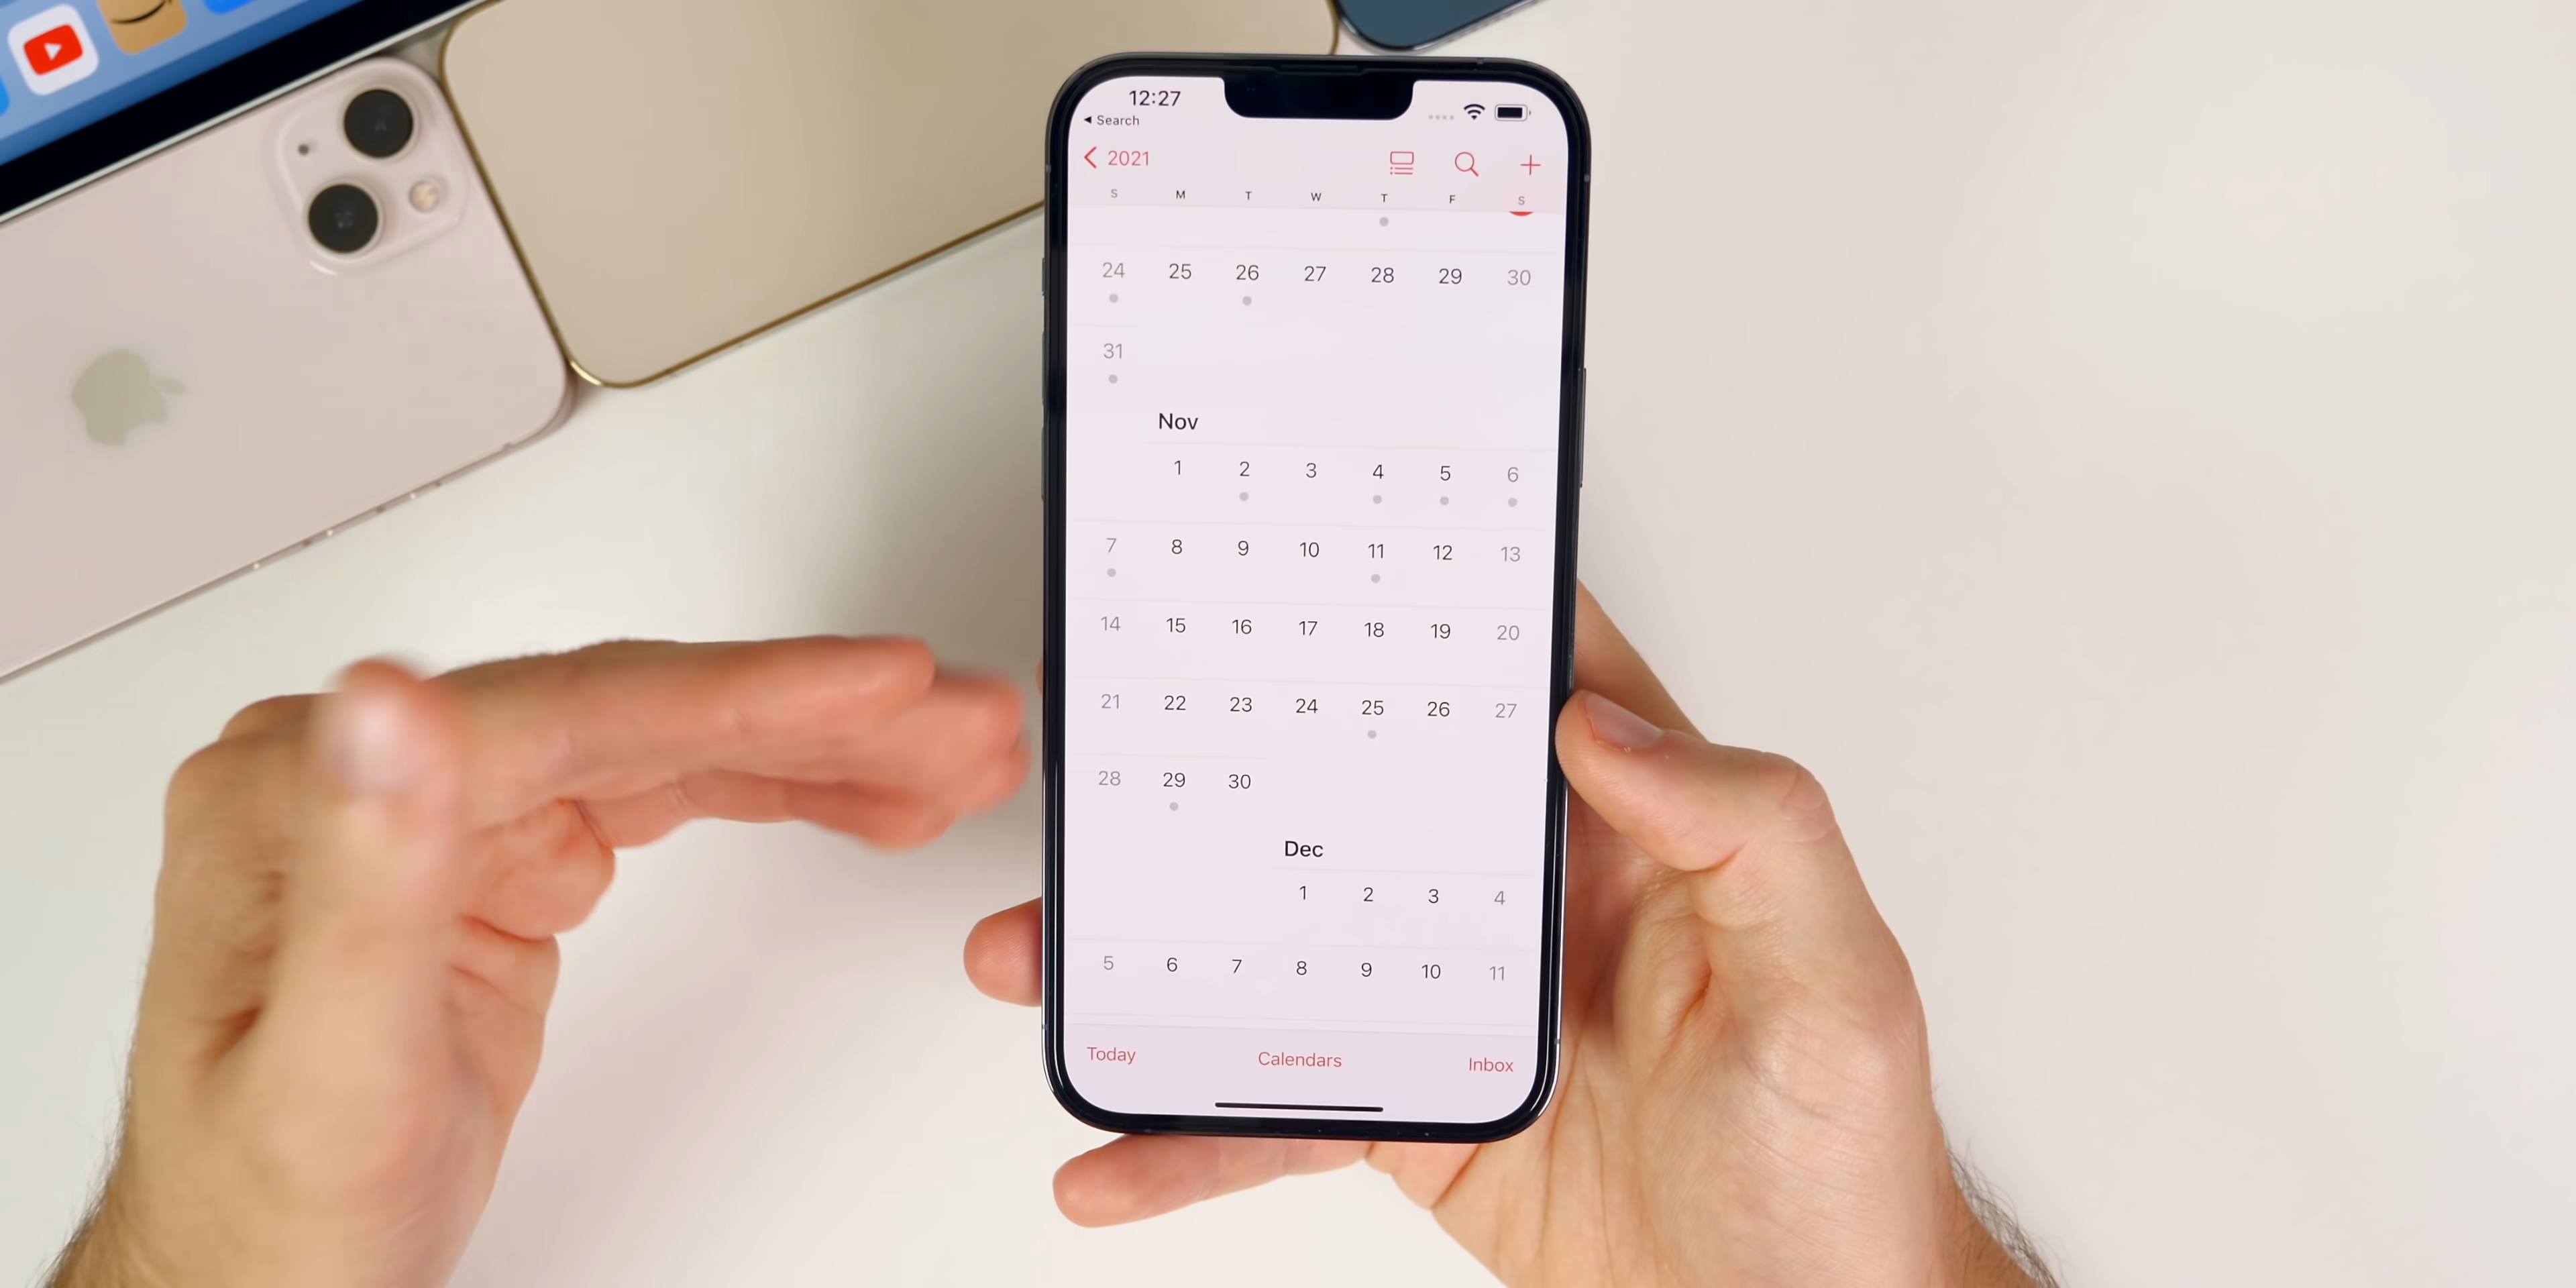 12:27
Search
2021
S M T W T F S
24 25 26 27 28 29 30
31
Nov
1 2 3 4 5 6
7 8 9 10 11 12 13
14 15 16 17 18 19 20
21 22 23 24 25 26 27
28 29 30
Dec
1 2 3 4
5 6 7 8 9 10 11
Today Calendars Inbox